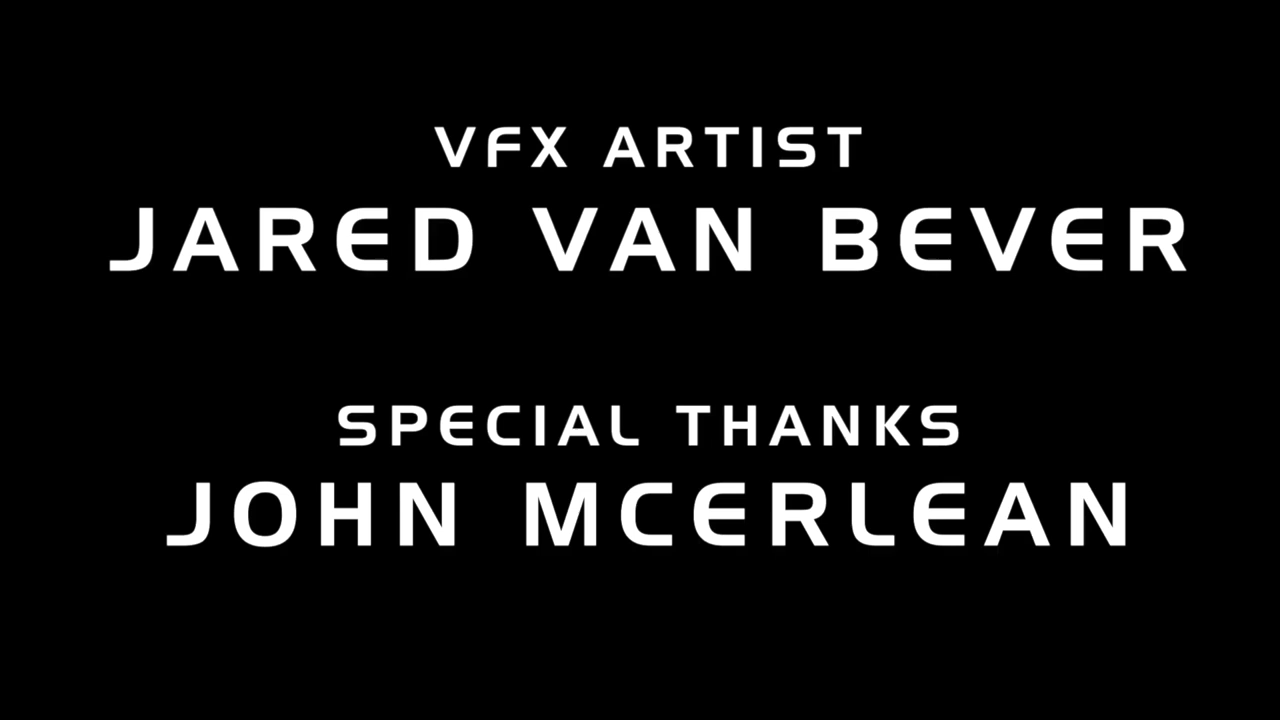 VFX ARTIST
JARED VAN BEVER
SPECIAL THANKS
JOHN MCERLEAN